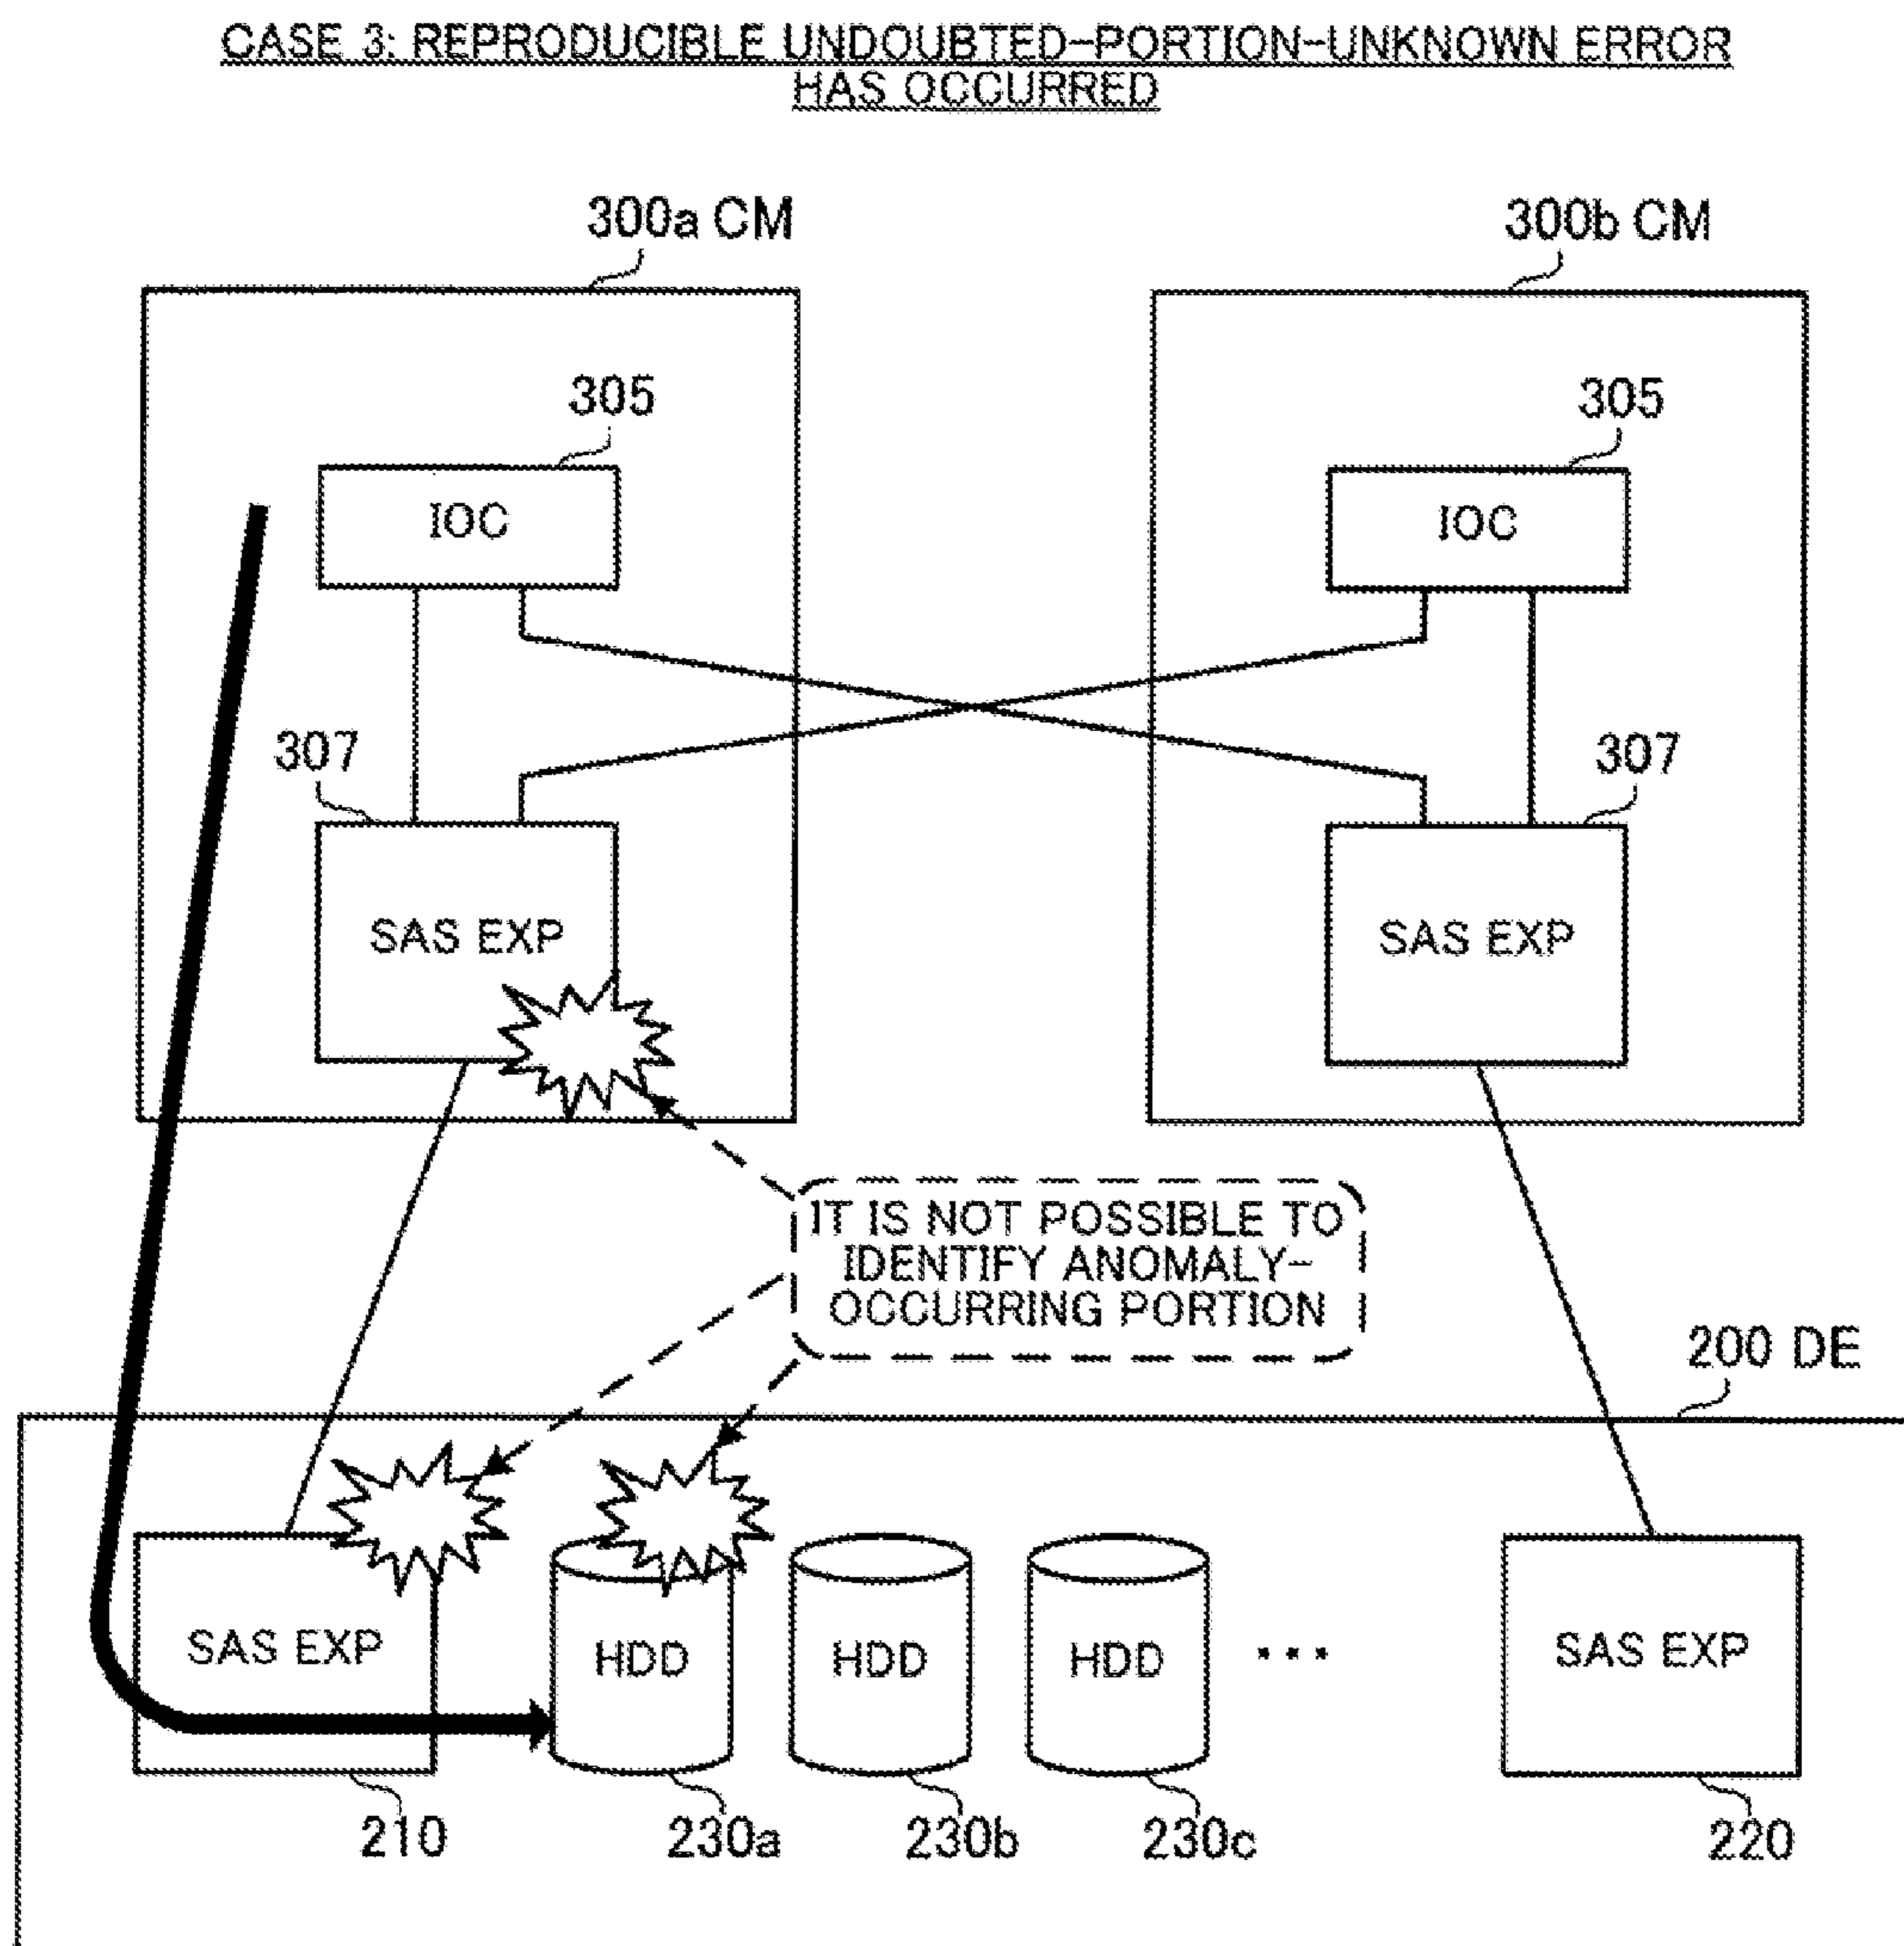 CASE 3: REPRODUCIBLE UNDOUBTED-PORTION-UNKNOWN ERROR
HAS OCCURRED
300a CM
300b CM
305
305
IOC
IOC
307
307
SAS EXP
SAS EXP
IT IS NOT POSSIBLE TO
IDENTIFY ANOMALY-
OCCURRING PORTION
200 DE
SAS EXP
HDD
HDD
HDD
...
SAS EXP
210
230a
230b
230c
220